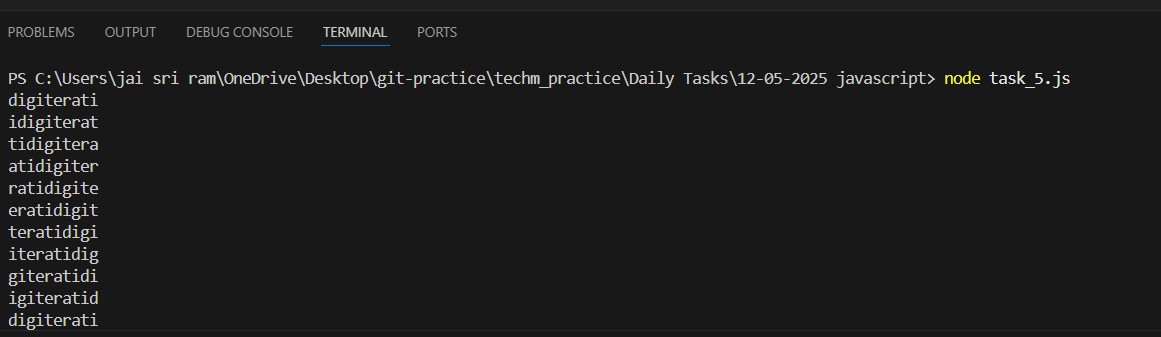 PROBLEMS OUTPUT DEBUG CONSOLE TERMINAL PORTS
PS C:\Users\jai sri ram\OneDrive\Desktop\git-practice\techm_practice\Daily Tasks\12-05-2025 javascript> node task_5.js
digiterati
idigiterat
tidigitera
atidigiter
ratidigite
eratidigit
teratidigi
iteratidig
giteratidi
igiteratid
digiterati